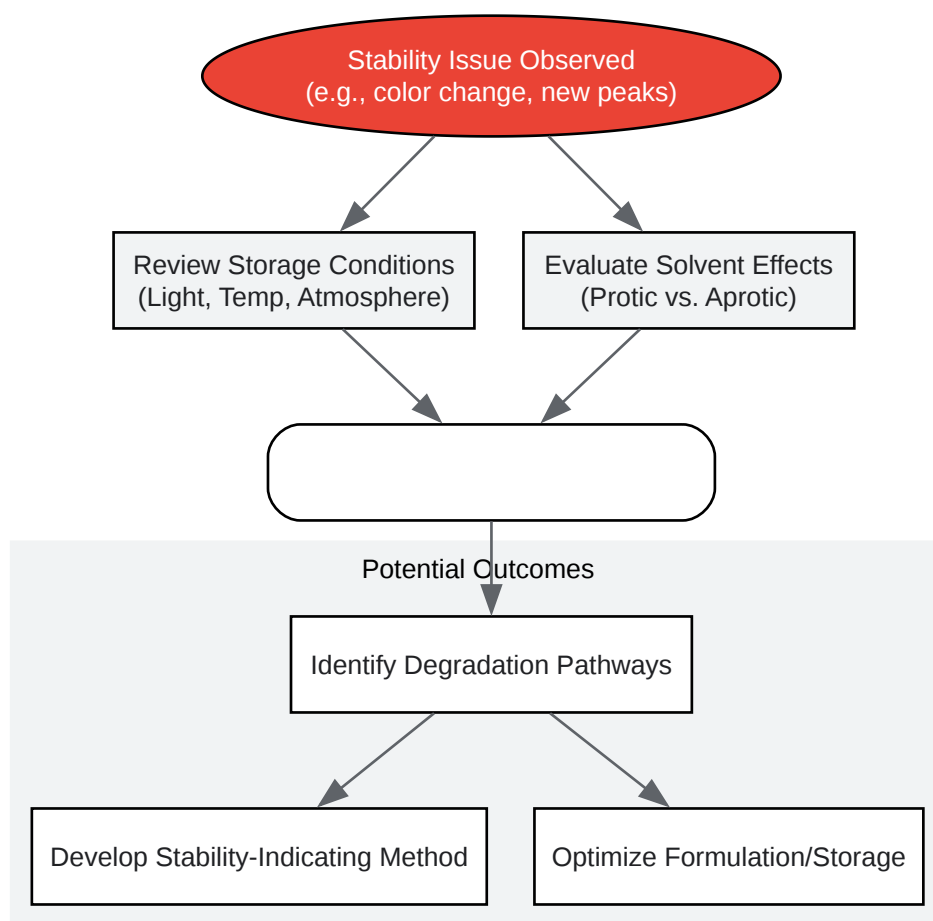 Stability Issue Observed
(e.g., color change, new peaks)
Review Storage Conditions
(Light, Temp, Atmosphere)
Evaluate Solvent Effects
(Protic vs. Aprotic)
Potential Outcomes
Identify Degradation Pathways
Develop Stability-Indicating Method
Optimize Formulation/Storage